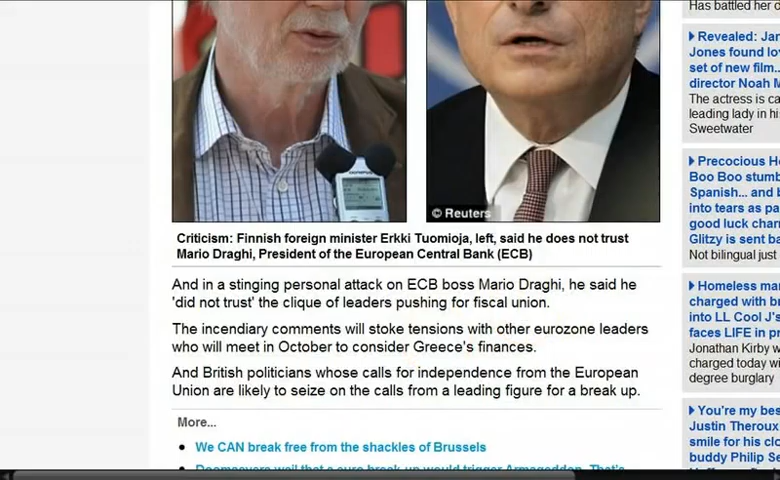 Has battled her
Revealed: Jan
Jones found lo
set of new film..
director Noah M
The actress is ca
leading lady in hi
Sweetwater
OLYMPUS
© Reuters
Criticism: Finnish foreign minister Erkki Tuomioja, left, said he does not trust
Mario Draghi, President of the European Central Bank (ECB)
And in a stinging personal attack on ECB boss Mario Draghi, he said he
'did not trust' the clique of leaders pushing for fiscal union.
The incendiary comments will stoke tensions with other eurozone leaders
who will meet in October to consider Greece's finances.
And British politicians whose calls for independence from the European
Union are likely to seize on the calls from a leading figure for a break up.
More...
We CAN break free from the shackles of Brussels
Doomsayers wail that a euro break-up would trigger Armageddon. That's
Precocious H
Boo Boo stumb
Spanish... and b
into tears as pa
good luck charm
Glitzy is sent ba
Not bilingual just
Homeless man
charged with br
into LL Cool J's
faces LIFE in pr
Jonathan Kirby w
charged today wi
degree burglary
You're my bes
Justin Theroux
smile for his clo
buddy Philip Se